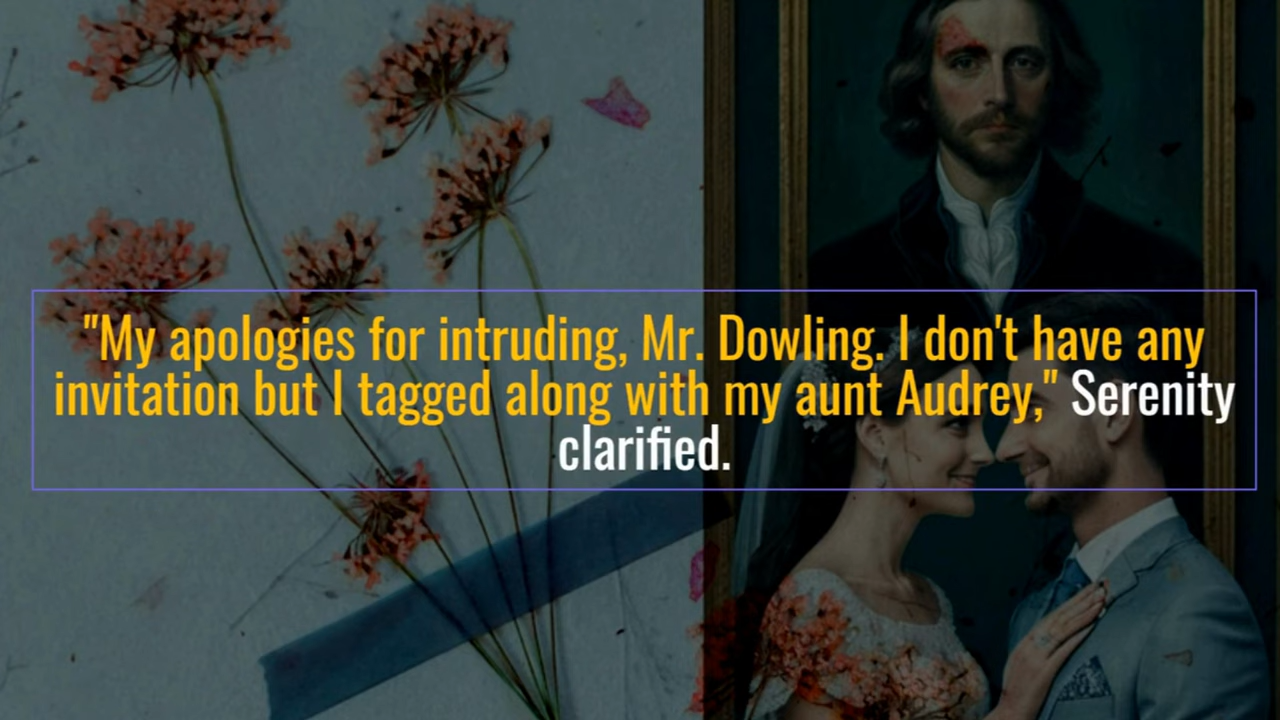 "My apologies for intruding, Mr. Dowling. I don't have any
invitation but I tagged along with my aunt Audrey," Serenity
clarified.